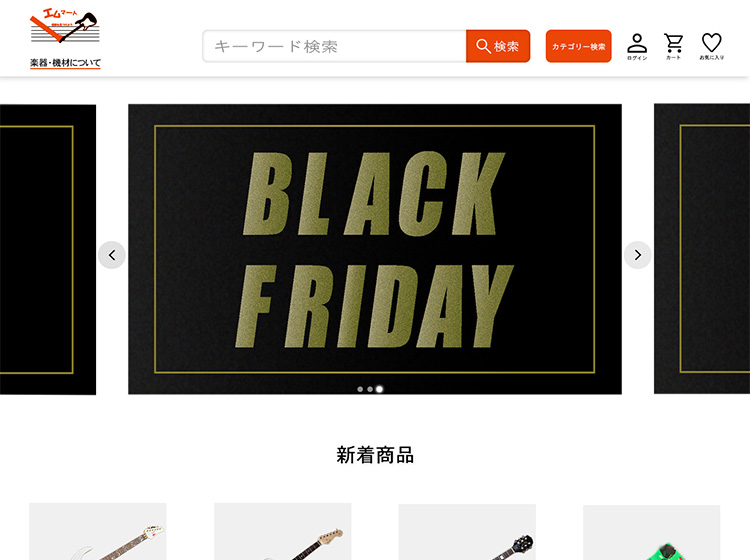 エムマート
楽器・機材について
キーワード検索
検索
カテゴリー検索
ログイン
カート
お気に入り
BLACK
FRIDAY
新着商品